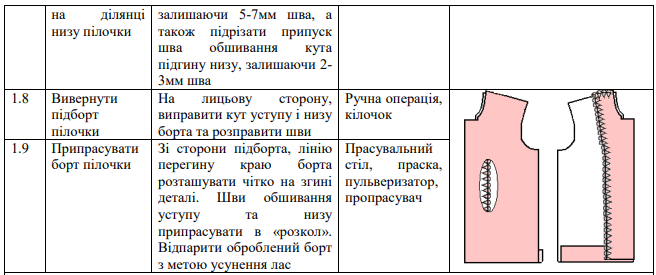 на ділянці
низу пілочки
залишаючи 5-7мм шва, а
також підрізати припуск
шва обшивання кута
підгину низу, залишаючи 2-
3мм шва
1.8
Вивернути
підборт
пілочки
На лицьову сторону,
виправити кут уступу і низу
борта та розправити шви
Ручна операція,
кілочок
1.9
Припрасувати
борт пілочки
Зі сторони підборта, лінію
перегину краю борта
розташувати чітко на згині
деталі. Шви обшивання
уступу та низу
припрасувати в «розкол».
Відпарити оброблений борт
з метою усунення лас
Прасувальний
стіл, праска,
пульверизатор,
пропрасувач